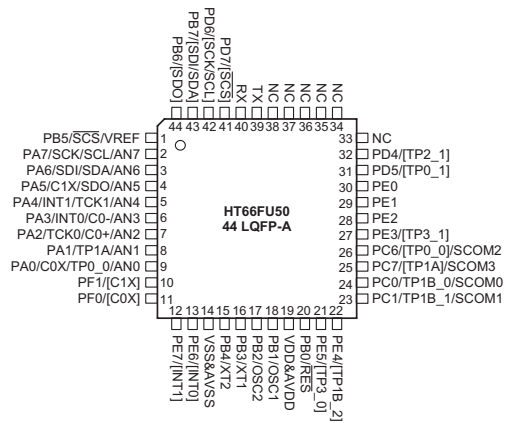 PB6/[SDO]
PB7/[SDI/SDA]
PD6/[SCK/SCL]
PD7/[SCS]
RX
TX
NC
NC
NC
NC
NC
44 43 42 41 40 39 38 37 36 35 34
PB5/SCS/VREF 1
PA7/SCK/SCL/AN7 2
PA6/SDI/SDA/AN6 3
PA5/C1X/SDO/AN5 4
PA4/INT1/TCK1/AN4 5
PA3/INT0/C0-/AN3 6
PA2/TCK0/C0+/AN2 7
PA1/TP1A/AN1 8
PA0/C0X/TP0_0/AN0 9
PF1/[C1X] 10
PF0/[C0X] 11
HT66FU50
44 LQFP-A
33 NC
32 PD4/[TP2_1]
31 PD5/[TP0_1]
30 PE0
29 PE1
28 PE2
27 PE3/[TP3_1]
26 PC6/[TP0_0]/SCOM2
25 PC7/[TP1A]/SCOM3
24 PC0/TP1B_0/SCOM0
23 PC1/TP1B_1/SCOM1
12 13 14 15 16 17 18 19 20 21 22
PE7/[INT1]
PE6/[INT0]
VSS&AVSS
PB4/XT2
PB3/XT1
PB2/OSC2
PB1/OSC1
VDD&AVDD
PB0/RES
PE5/[TP3_0]
PE4/[TP1B_2]